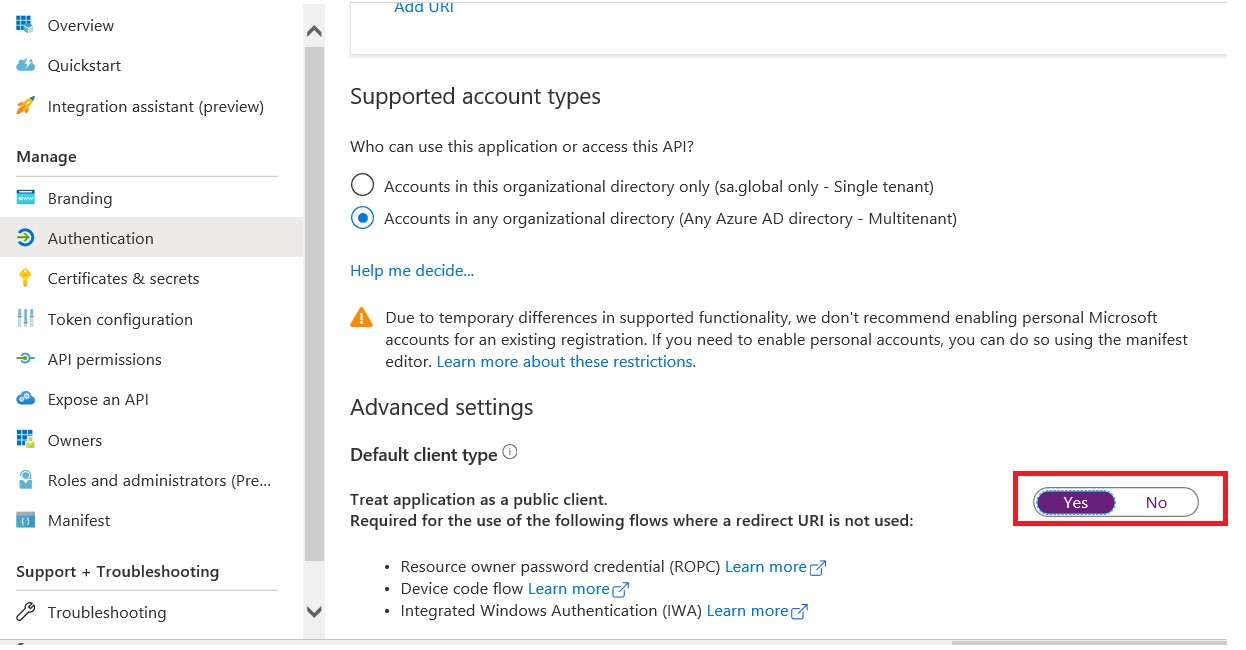 Overview
Quickstart
Integration assistant (preview)
Manage
Branding
Authentication
Certificates & secrets
Token configuration
API permissions
Expose an API
Owners
Roles and administrators (Pre...
Manifest
Support + Troubleshooting
Troubleshooting
Add URI
Supported account types
Who can use this application or access this API?
Accounts in this organizational directory only (sa.global only - Single tenant)
Accounts in any organizational directory (Any Azure AD directory - Multitenant)
Help me decide...
Due to temporary differences in supported functionality, we don't recommend enabling personal Microsoft
accounts for an existing registration. If you need to enable personal accounts, you can do so using the manifest
editor. Learn more about these restrictions.
Advanced settings
Default client type
Treat application as a public client.
Required for the use of the following flows where a redirect URI is not used:
Yes No
• Resource owner password credential (ROPC) Learn more
• Device code flow Learn more
• Integrated Windows Authentication (IWA) Learn more